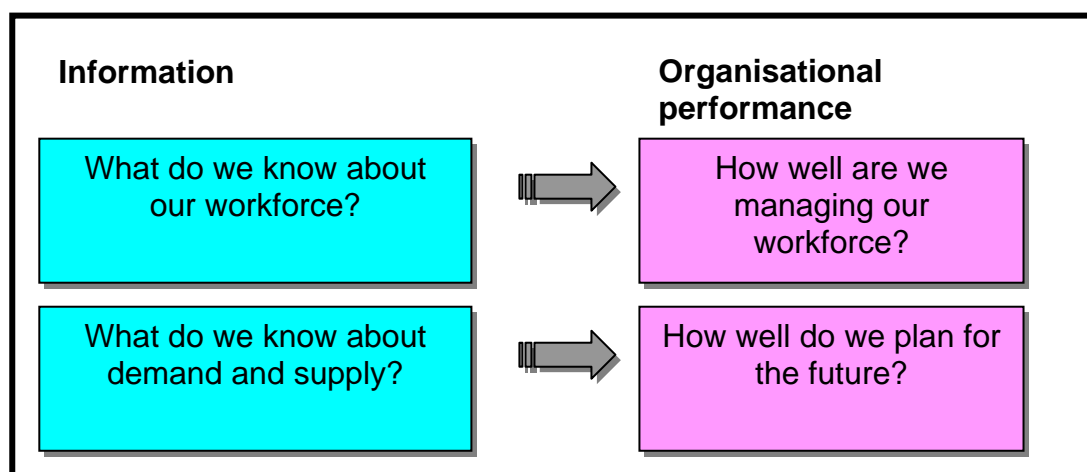 Information
Organisational
performance
What do we know about
our workforce?
How well are we
managing our
workforce?
What do we know about
demand and supply?
How well do we plan for
the future?